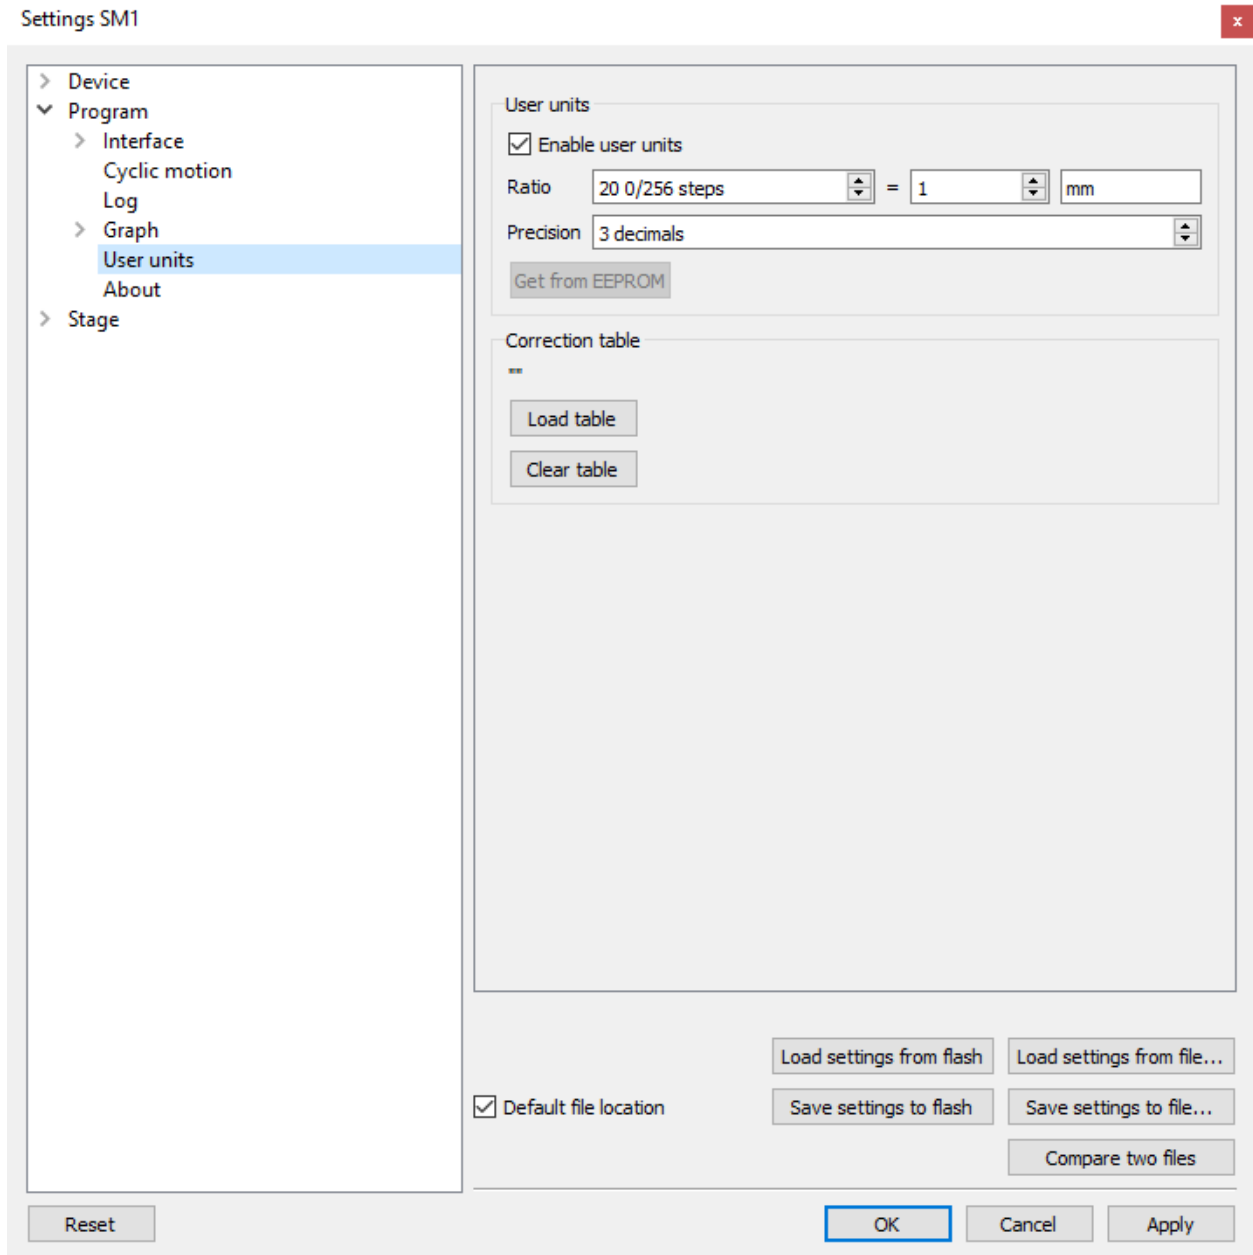 Settings SM1
x
Device
Program
Interface
Cyclic motion
Log
Graph
User units
About
Stage
User units
Enable user units
Ratio 20 0/256 steps = 1 mm
Precision 3 decimals
Get from EEPROM
Correction table
""
Load table
Clear table
Load settings from flash Load settings from file...
Default file location Save settings to flash Save settings to file...
Compare two files
Reset OK Cancel Apply